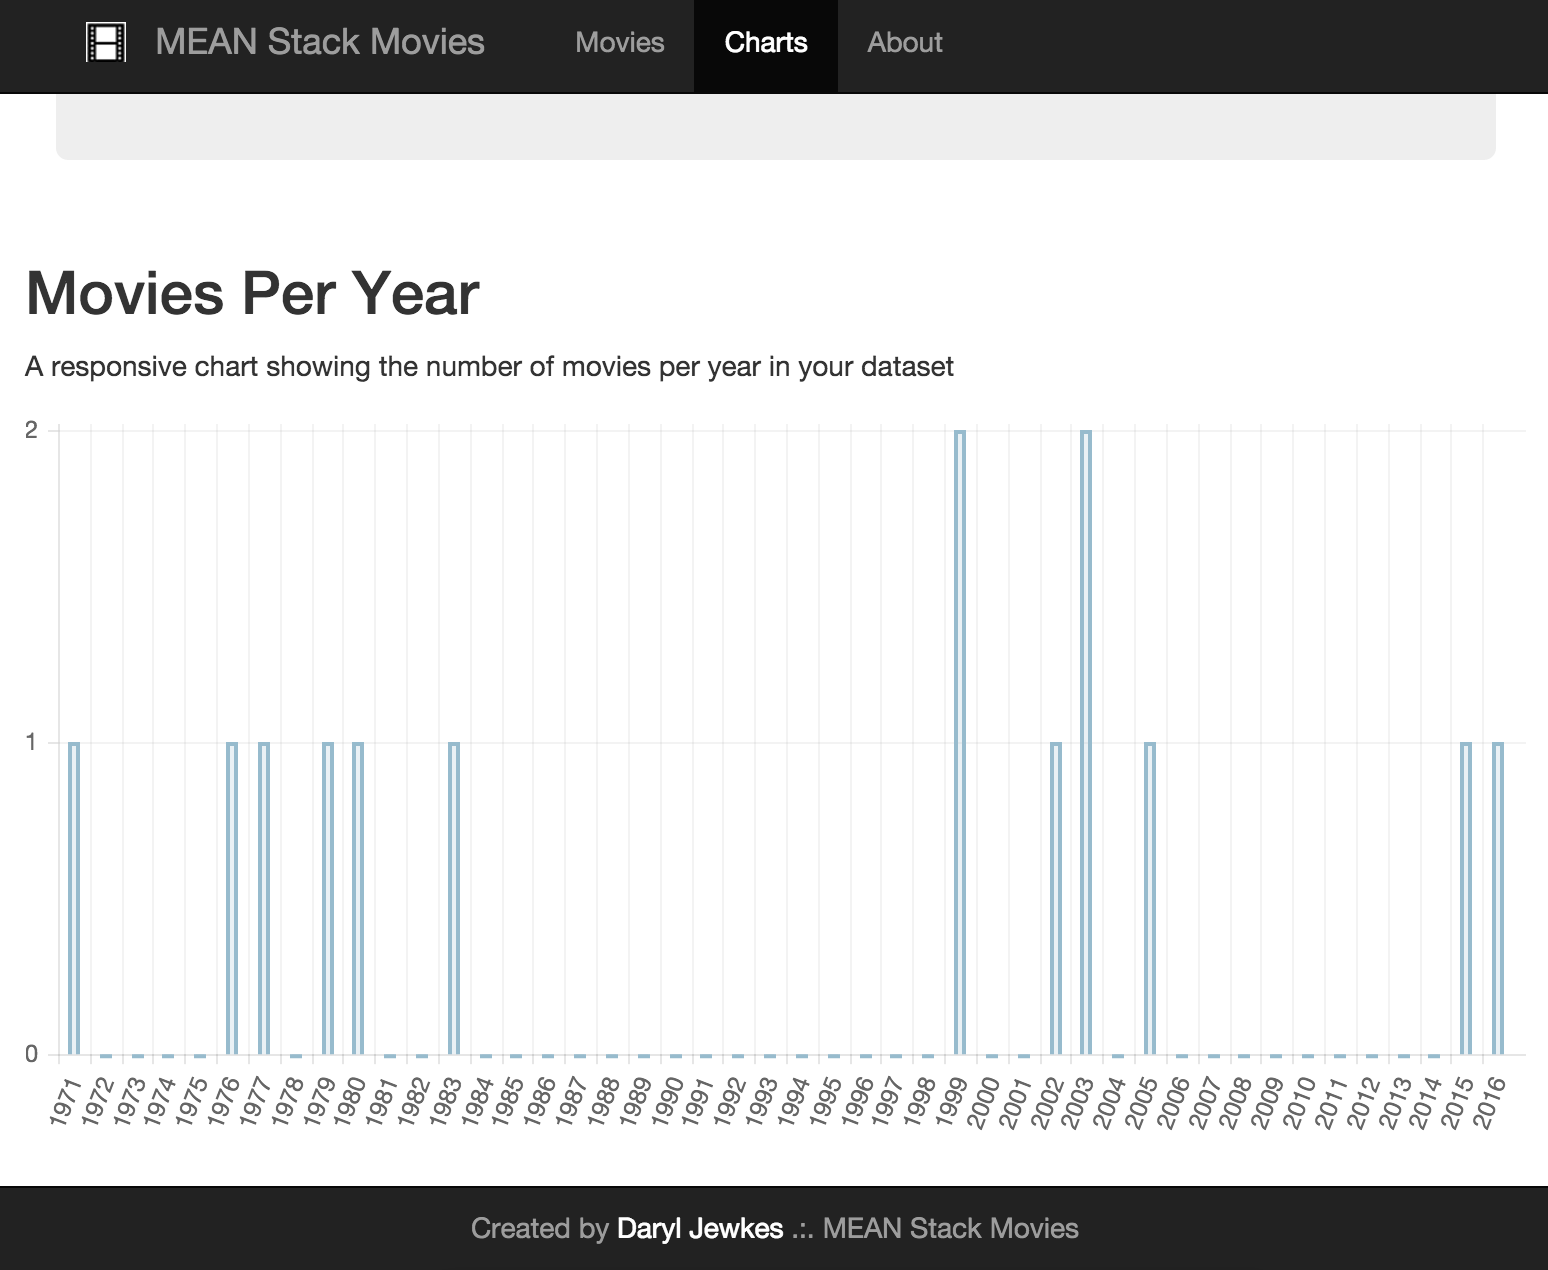 MEAN Stack Movies Movies Charts About
Movies Per Year
A responsive chart showing the number of movies per year in your dataset
2
1
0
1971 1972 1973 1974 1975 1976 1977 1978 1979 1980 1981 1982 1983 1984 1985 1986 1987 1988 1989 1990 1991 1992 1993 1994 1995 1996 1997 1998 1999 2000 2001 2002 2003 2004 2005 2006 2007 2008 2009 2010 2011 2012 2013 2014 2015 2016
Created by Daryl Jewkes .:. MEAN Stack Movies